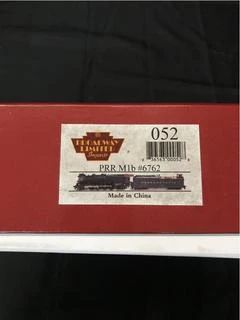 BROADWAY
LIMITED
Imports
052
PRR M1b #6762
Made in China